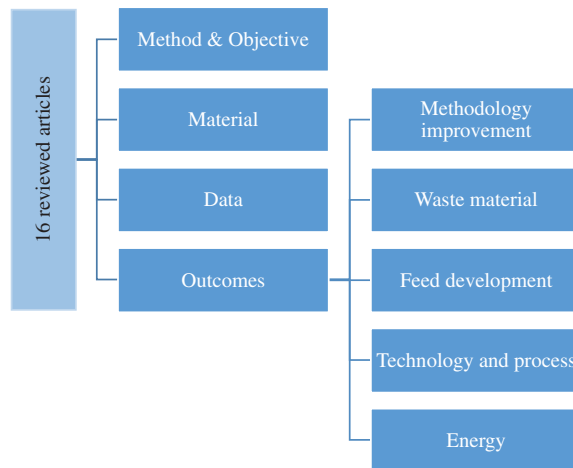 16 reviewed articles
Method & Objective
Material
Data
Outcomes
Methodology
improvement
Waste material
Feed development
Technology and process
Energy